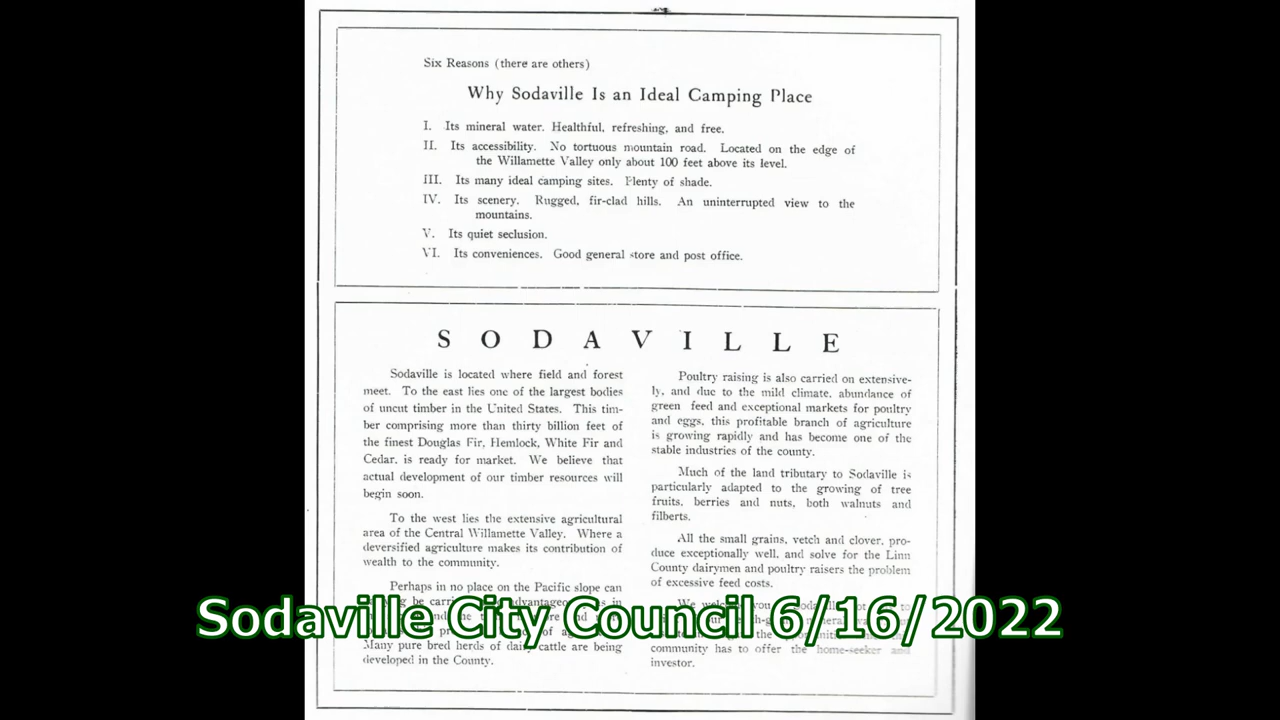 Six Reasons (there are others)
Why Sodaville Is an Ideal Camping Place
I. Its mineral water. Healthful, refreshing, and free.
II. Its accessibility. No tortuous mountain road. Located on the edge of
the Willamette Valley only about 100 feet above its level.
III. Its many ideal camping sites. Plenty of shade.
IV. Its scenery. Rugged, fir-clad hills. An uninterrupted view to the
mountains.
V. Its quiet seclusion.
VI. Its conveniences. Good general store and post office.
SODAVILLE
Sodaville is located where field and forest
meet. To the east lies one of the largest bodies
of uncut timber in the United States. This tim-
ber comprising more than thirty billion feet of
the finest Douglas Fir, Hemlock, White Fir and
Cedar, is ready for market. We believe that
actual development of our timber resources will
begin soon.
To the west lies the extensive agricultural
area of the Central Willamette Valley. Where a
deversified agriculture makes its contribution of
wealth to the community.
Perhaps in no place on the Pacific slope can
be
Many pure bred herds of dairy cattle are being
developed in the County.
Poultry raising is also carried on extensive-
ly, and due to the mild climate, abundance of
green feed and exceptional markets for poultry
and eggs, this profitable branch of agriculture
is growing rapidly and has become one of the
stable industries of the county.
Much of the land tributary to Sodaville is
particularly adapted to the growing of tree
fruits, berries and nuts, both walnuts and
filberts.
All the small grains, vetch and clover, pro-
duce exceptionally well, and solve for the Linn
County dairymen and poultry raisers the problem
of excessive feed costs.
We
the
community has to offer the home-seeker and
investor.
Sodaville City Council 6/16/2022